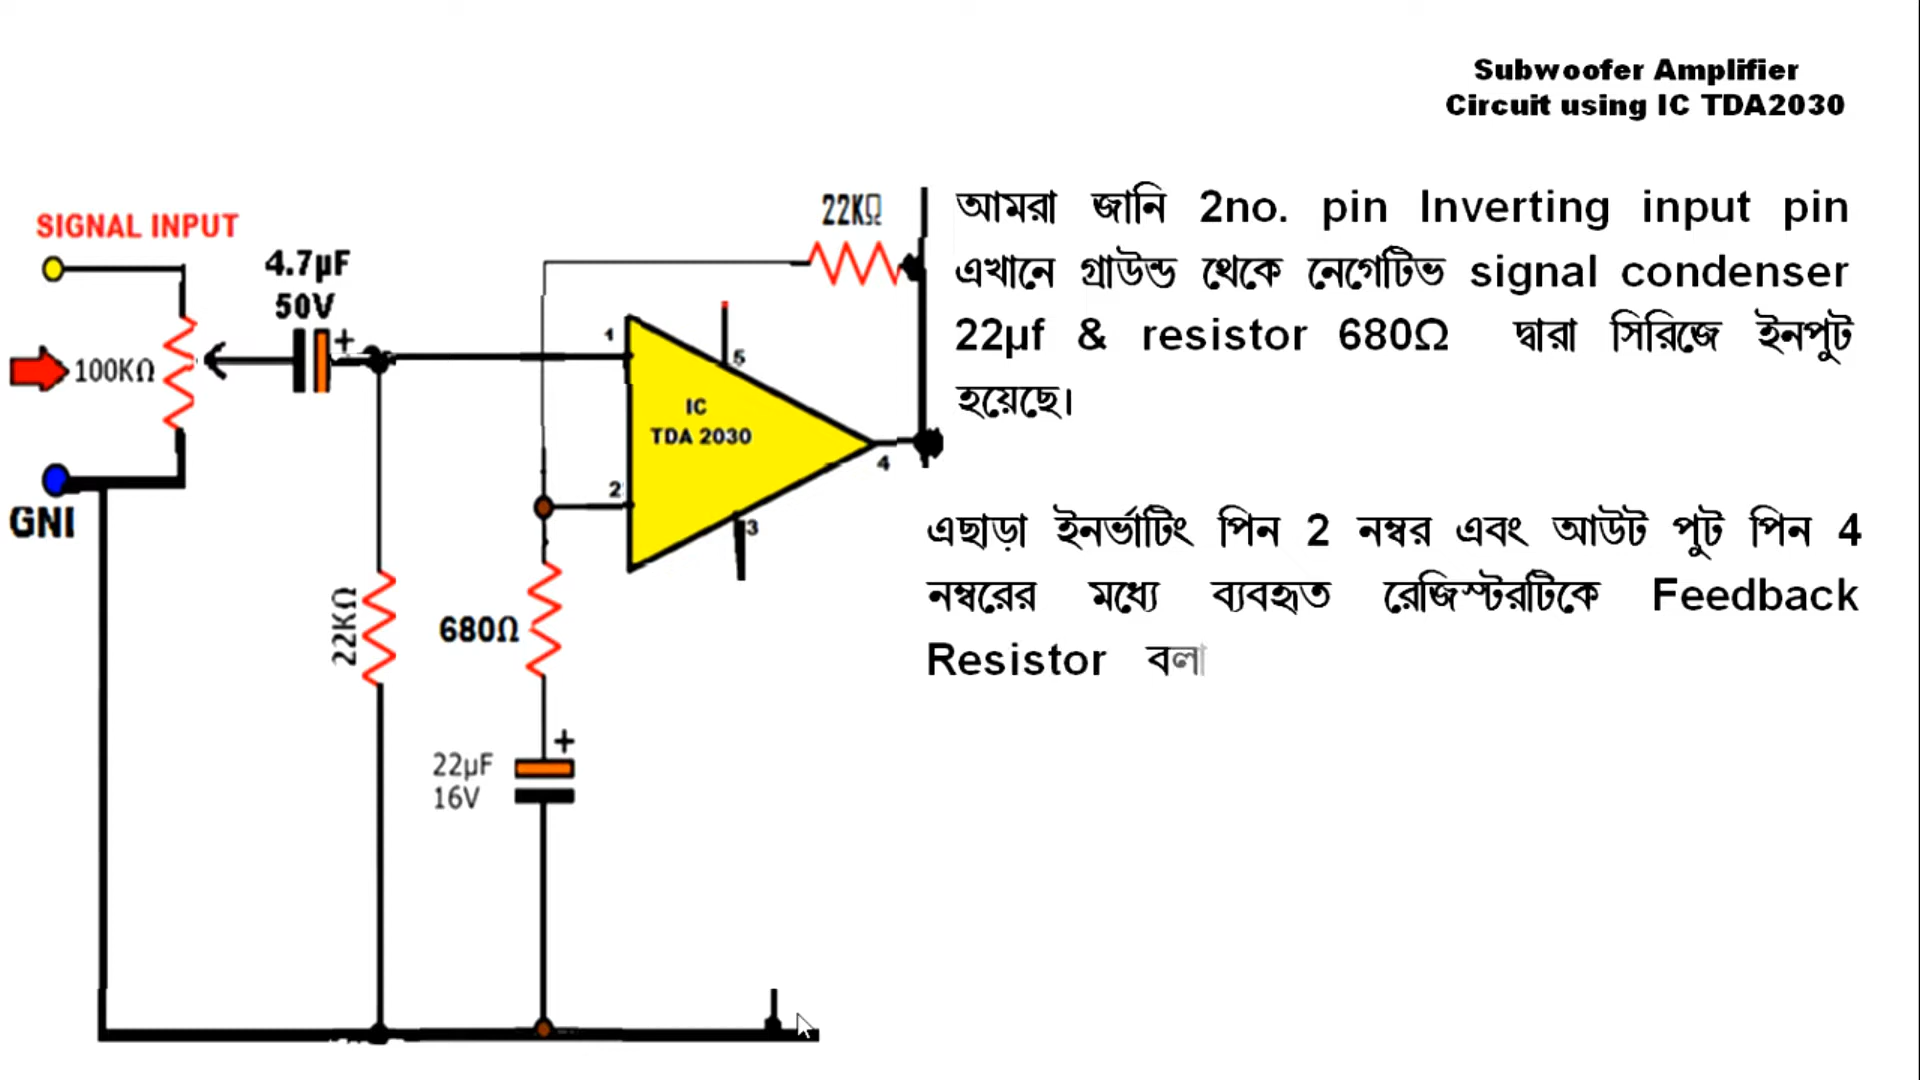 Subwoofer Amplifier
Circuit using IC TDA2030
SIGNAL INPUT
4.7µF
50V
+
100KΩ
GNI
22KΩ
1
5
IC
TDA 2030
2
4
3
22KΩ
680Ω
+
22µF
16V
আমরা জানি 2no. pin Inverting input pin
এখানে গ্রাউন্ড থেকে নেগেটিভ signal condenser
22µf & resistor 680Ω দ্বারা সিরিজে ইনপুট
হয়েছে।
এছাড়া ইনর্ভাটিং পিন 2 নম্বর এবং আউট পুট পিন 4
নম্বরের মধ্যে ব্যবহৃত রেজিস্টরটিকে Feedback
Resistor বলা